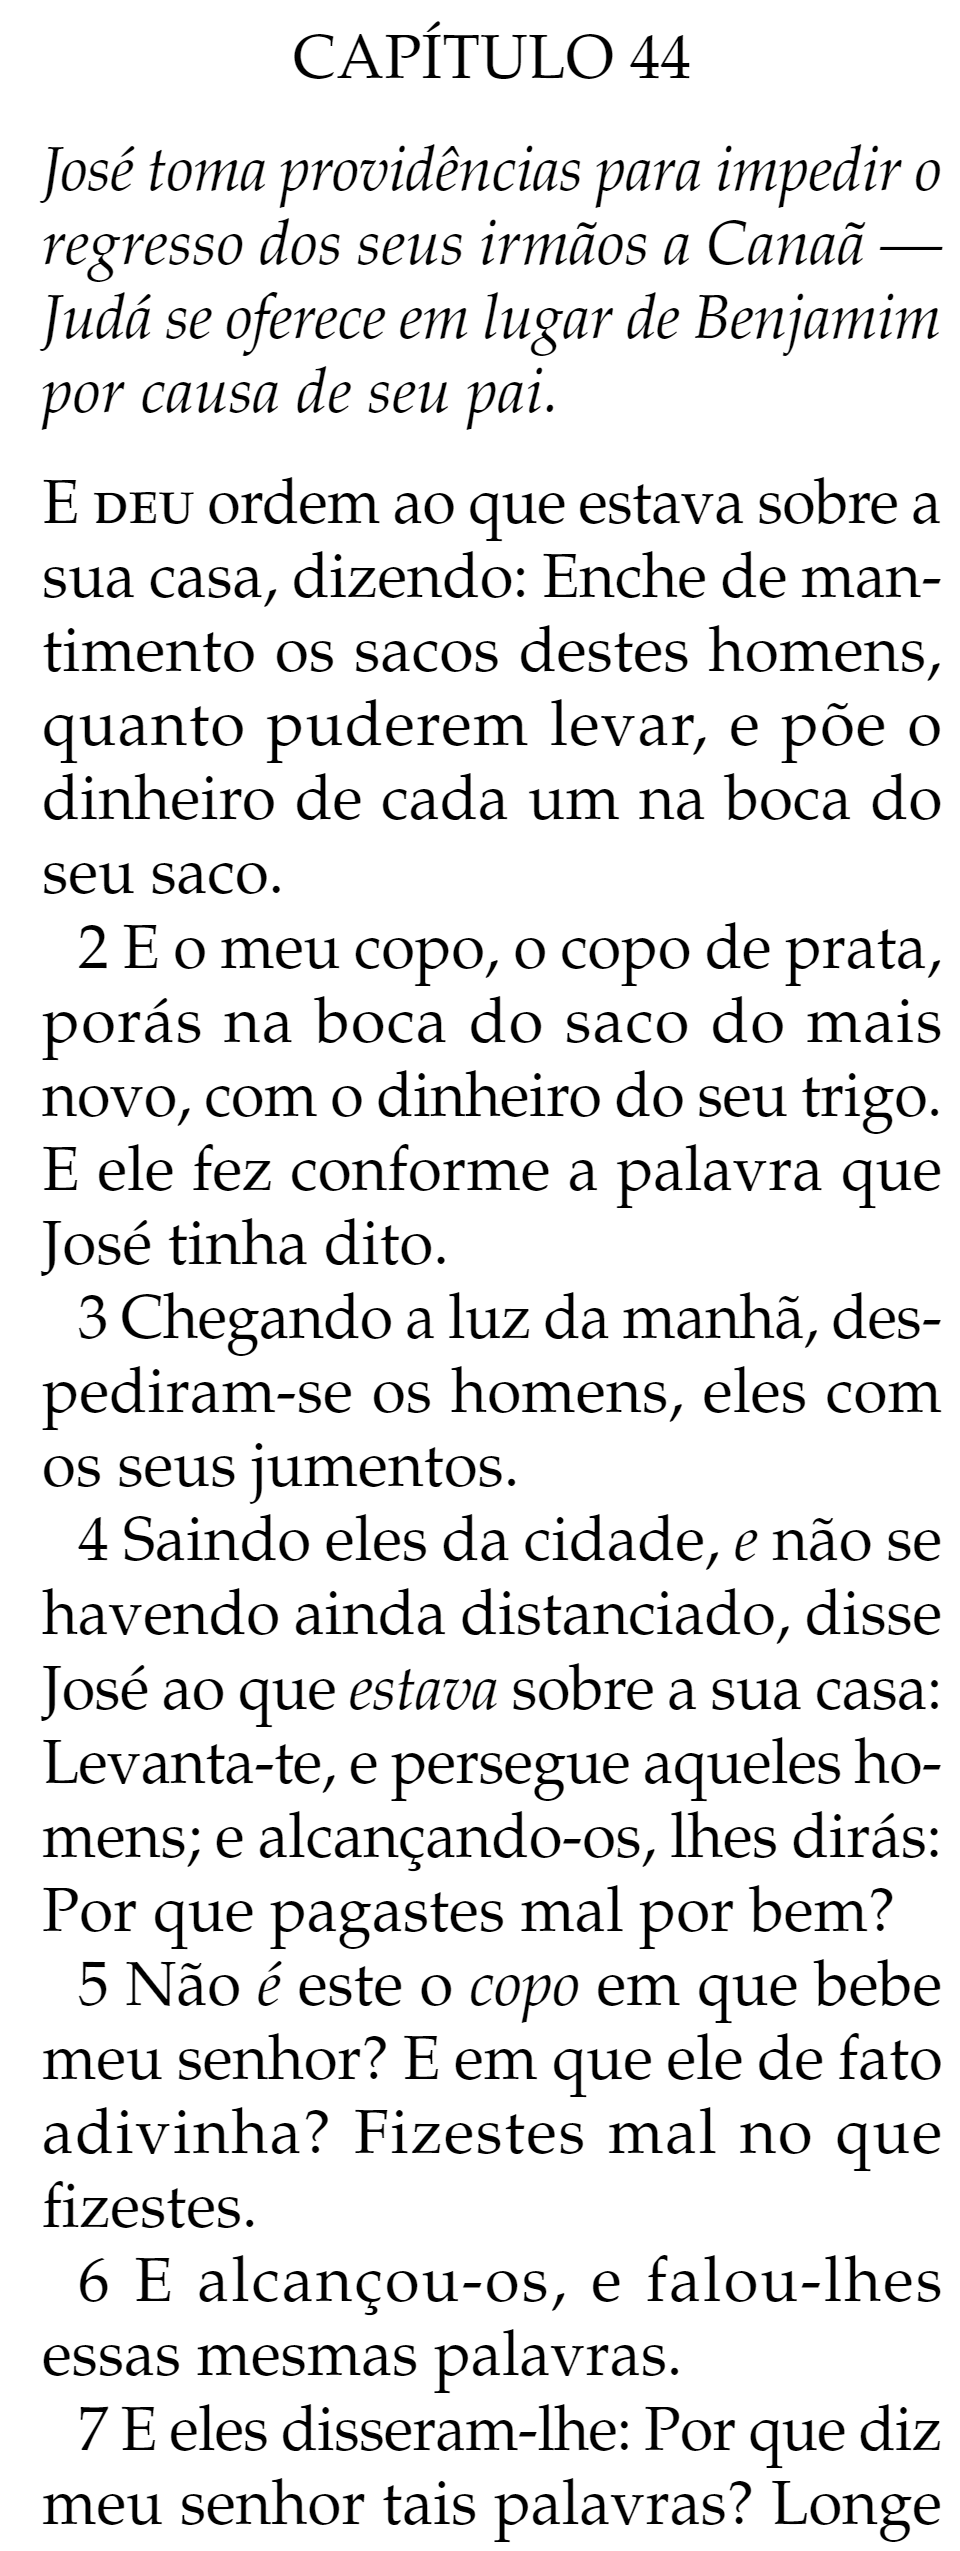 CAPÍTULO 44
José toma providências para impedir o
regresso dos seus irmãos a Canaã —
Judá se oferece em lugar de Benjamim
por causa de seu pai.
E DEU ordem ao que estava sobre a
sua casa, dizendo: Enche de man-
timento os sacos destes homens,
quanto puderem levar, e põe o
dinheiro de cada um na boca do
seu saco.
2 E o meu copo, o copo de prata,
porás na boca do saco do mais
novo, com o dinheiro do seu trigo.
E ele fez conforme a palavra que
José tinha dito.
3 Chegando a luz da manhã, des-
pediram-se os homens, eles com
os seus jumentos.
4 Saindo eles da cidade, e não se
havendo ainda distanciado, disse
José ao que estava sobre a sua casa:
Levanta-te, e persegue aqueles ho-
mens; e alcançando-os, lhes dirás:
Por que pagastes mal por bem?
5 Não é este o copo em que bebe
meu senhor? E em que ele de fato
adivinha? Fizestes mal no que
fizestes.
6 E alcançou-os, e falou-lhes
essas mesmas palavras.
7 E eles disseram-lhe: Por que diz
meu senhor tais palavras? Longe